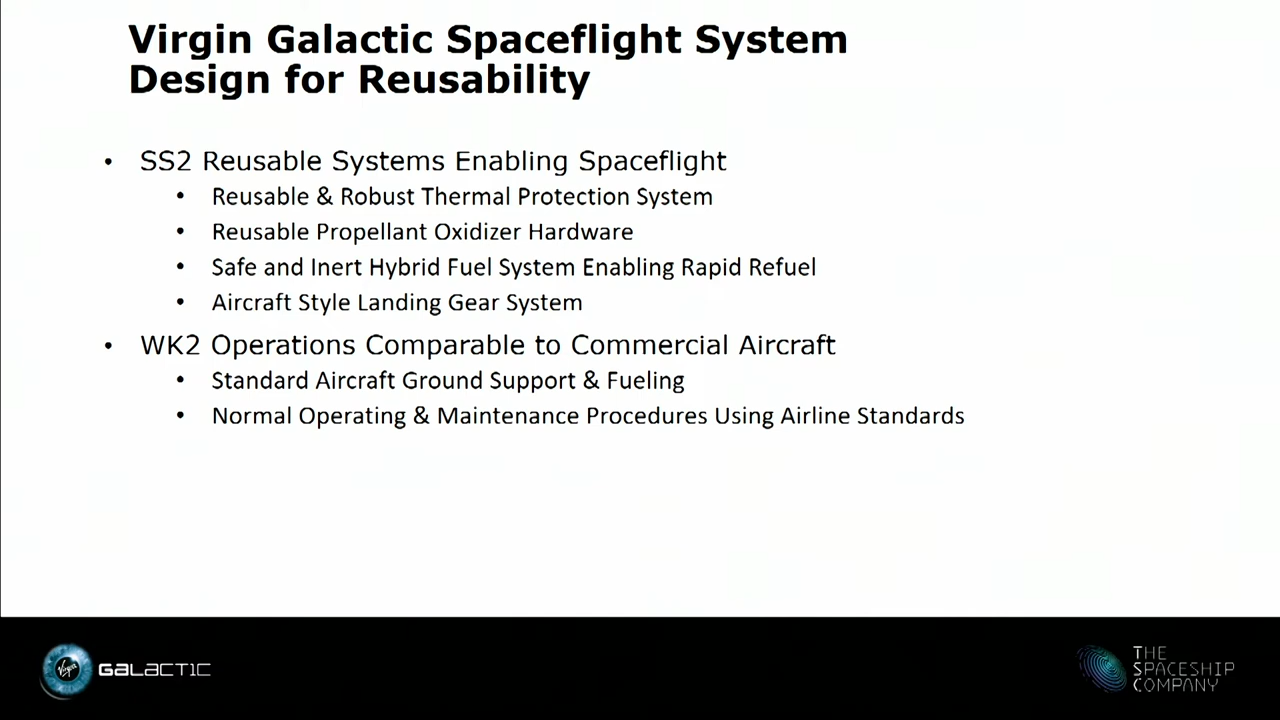 Virgin Galactic Spaceflight System
Design for Reusability
• SS2 Reusable Systems Enabling Spaceflight
• Reusable & Robust Thermal Protection System
• Reusable Propellant Oxidizer Hardware
• Safe and Inert Hybrid Fuel System Enabling Rapid Refuel
• Aircraft Style Landing Gear System
• WK2 Operations Comparable to Commercial Aircraft
• Standard Aircraft Ground Support & Fueling
• Normal Operating & Maintenance Procedures Using Airline Standards
Virgin GALACTIC
THE
SPACESHIP
COMPANY